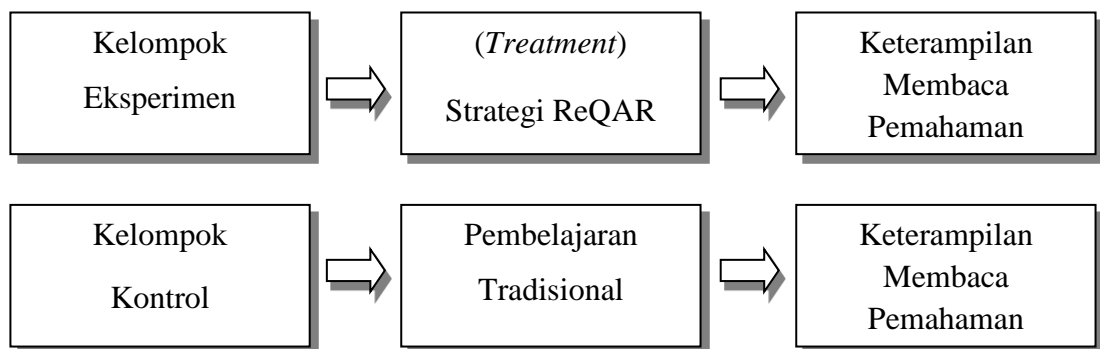 Kelompok
Eksperimen
(Treatment)
Strategi ReQAR
Keterampilan
Membaca
Pemahaman
Kelompok
Kontrol
Pembelajaran
Tradisional
Keterampilan
Membaca
Pemahaman